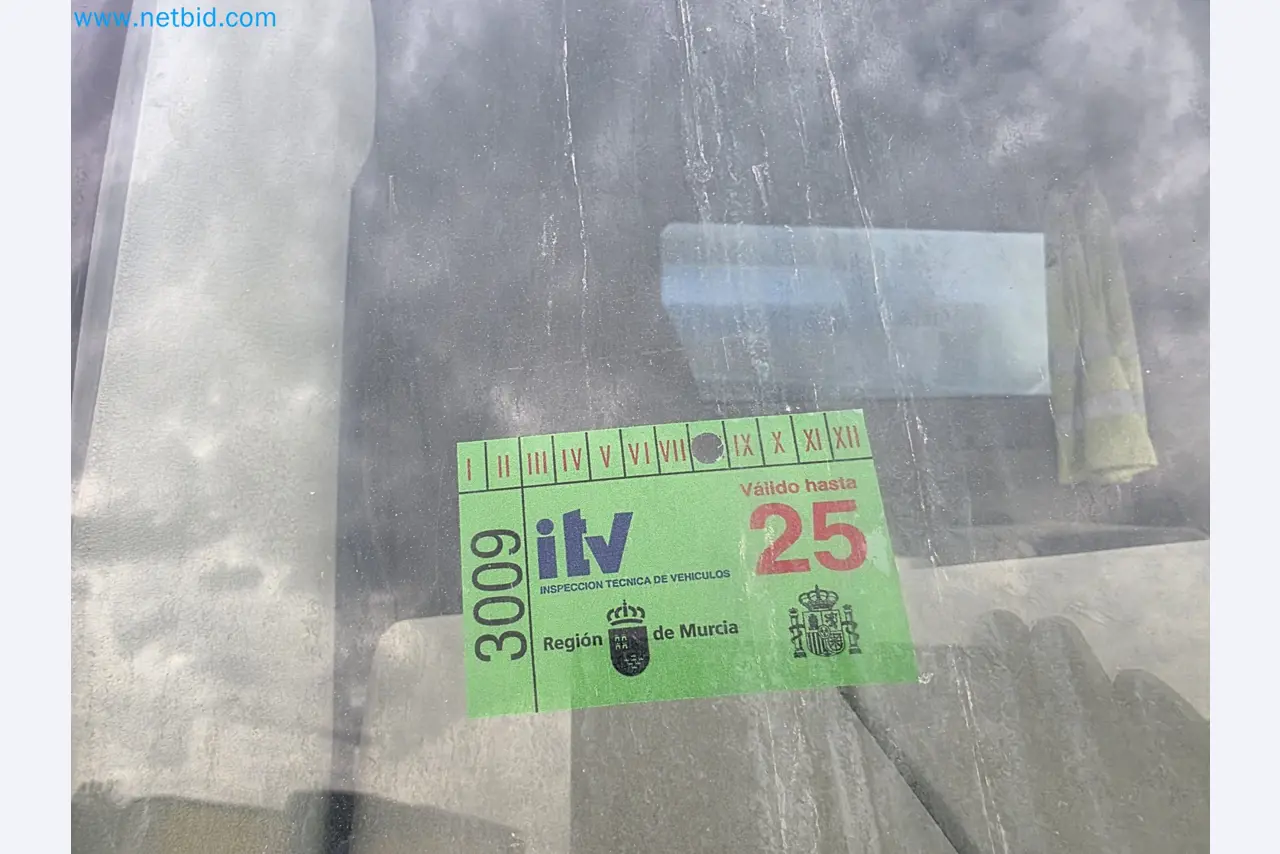 www.netbid.com
I II III IV V VI VII IX X XI XII
Válido hasta
25
3009
itv
INSPECCION TECNICA DE VEHICULOS
Región de Murcia